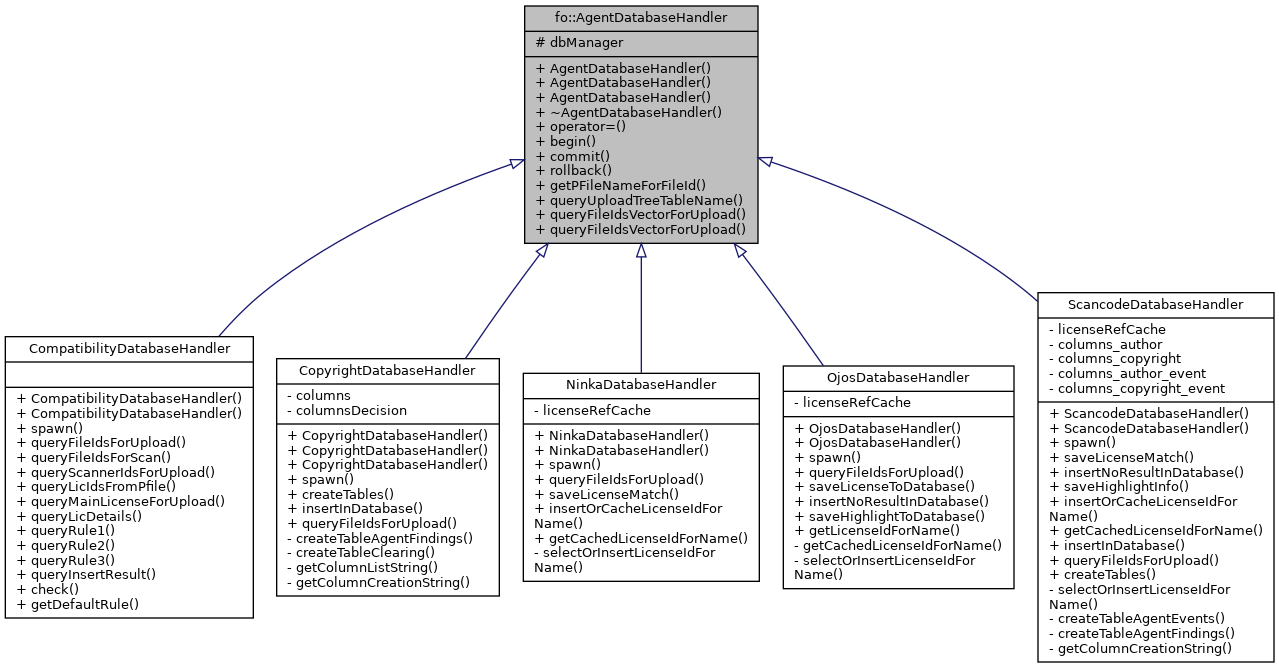 fo::AgentDatabaseHandler
# dbManager
+ AgentDatabaseHandler()
+ AgentDatabaseHandler()
+ AgentDatabaseHandler()
+ ~AgentDatabaseHandler()
+ operator=()
+ begin()
+ commit()
+ rollback()
+ getPFileNameForFileId()
+ queryUploadTreeTableName()
+ queryFileIdsVectorForUpload()
+ queryFileIdsVectorForUpload()
CompatibilityDatabaseHandler
+ CompatibilityDatabaseHandler()
+ CompatibilityDatabaseHandler()
+ spawn()
+ queryFileIdsForUpload()
+ queryFileIdsForScan()
+ queryScannerIdsForUpload()
+ queryLicIdsFromPfile()
+ queryMainLicenseForUpload()
+ queryLicDetails()
+ queryRule1()
+ queryRule2()
+ queryRule3()
+ queryInsertResult()
+ check()
+ getDefaultRule()
CopyrightDatabaseHandler
- columns
- columnsDecision
+ CopyrightDatabaseHandler()
+ CopyrightDatabaseHandler()
+ CopyrightDatabaseHandler()
+ spawn()
+ createTables()
+ insertInDatabase()
+ queryFileIdsForUpload()
- createTableAgentFindings()
- createTableClearing()
- getColumnListString()
- getColumnCreationString()
NinkaDatabaseHandler
- licenseRefCache
+ NinkaDatabaseHandler()
+ NinkaDatabaseHandler()
+ spawn()
+ queryFileIdsForUpload()
+ saveLicenseMatch()
+ insertOrCacheLicenseIdFor
Name()
+ getCachedLicenseIdForName()
- selectOrInsertLicenseIdFor
Name()
OjosDatabaseHandler
- licenseRefCache
+ OjosDatabaseHandler()
+ OjosDatabaseHandler()
+ spawn()
+ queryFileIdsForUpload()
+ saveLicenseToDatabase()
+ insertNoResultInDatabase()
+ saveHighlightToDatabase()
+ getLicenseIdForName()
- getCachedLicenseIdForName()
- selectOrInsertLicenseIdFor
Name()
ScancodeDatabaseHandler
- licenseRefCache
- columns_author
- columns_copyright
- columns_author_event
- columns_copyright_event
+ ScancodeDatabaseHandler()
+ ScancodeDatabaseHandler()
+ spawn()
+ saveLicenseMatch()
+ insertNoResultInDatabase()
+ saveHighlightInfo()
+ insertOrCacheLicenseIdFor
Name()
+ getCachedLicenseIdForName()
+ insertInDatabase()
+ queryFileIdsForUpload()
+ createTables()
- selectOrInsertLicenseIdFor
Name()
- createTableAgentEvents()
- createTableAgentFindings()
- getColumnCreationString()